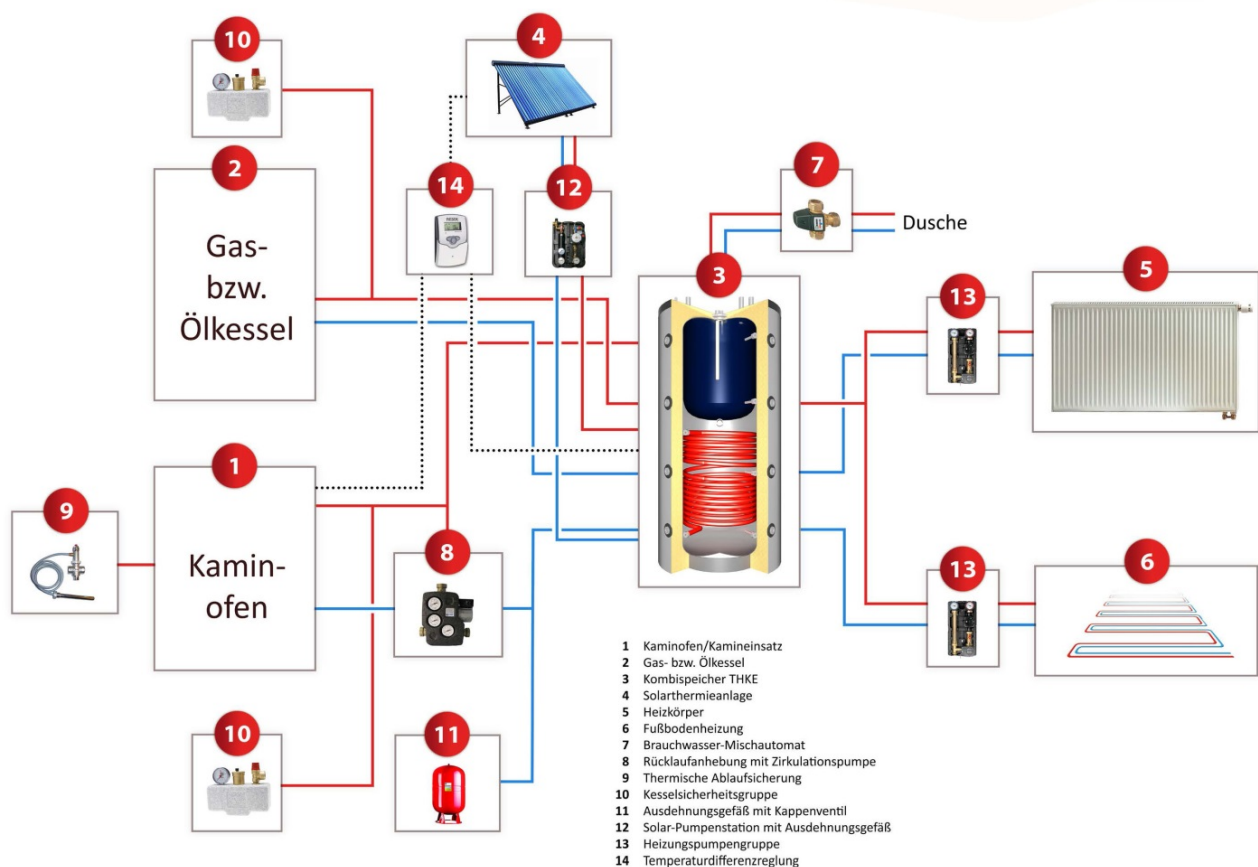 10
4
2
14
12
7
Dusche
Gas-
bzw.
Ölkessel
3
13
5
1
9
8
Kamin-
ofen
13
6
10
11
1 Kaminofen/Kamineinsatz
2 Gas- bzw. Ölkessel
3 Kombispeicher THKE
4 Solarthermieanlage
5 Heizkörper
6 Fußbodenheizung
7 Brauchwasser-Mischautomat
8 Rücklaufanhebung mit Zirkulationspumpe
9 Thermische Ablaufsicherung
10 Kesselsicherheitsgruppe
11 Ausdehnungsgefäß mit Kappenventil
12 Solar-Pumpenstation mit Ausdehnungsgefäß
13 Heizungspumpengruppe
14 Temperaturdifferenzreglung